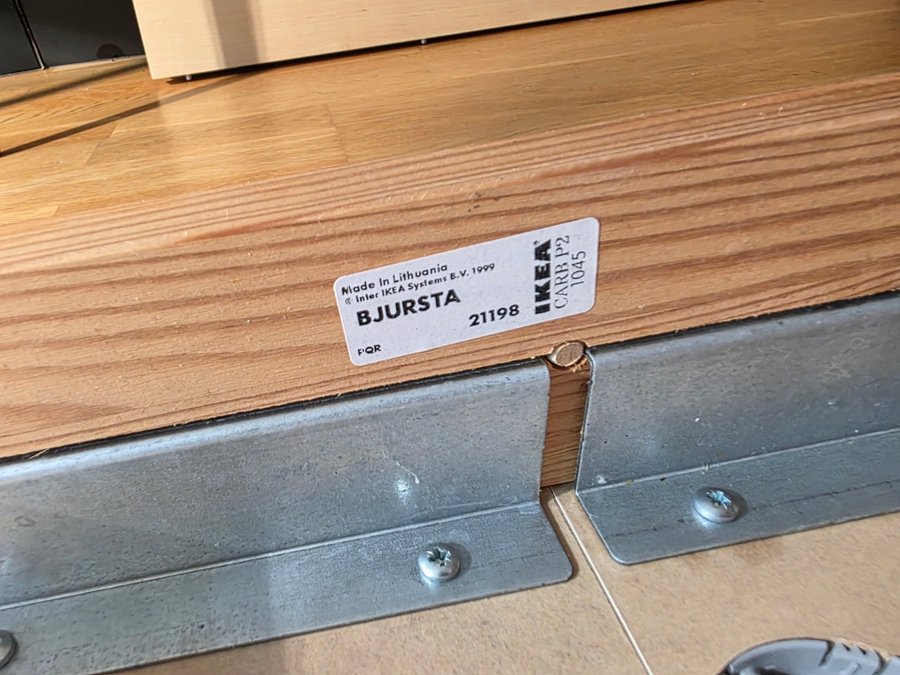 Made In Lithuania
© Inter IKEA Systems B.V. 1999
BJURSTA
21198
PQR
IKEA®
CARB P2
1045